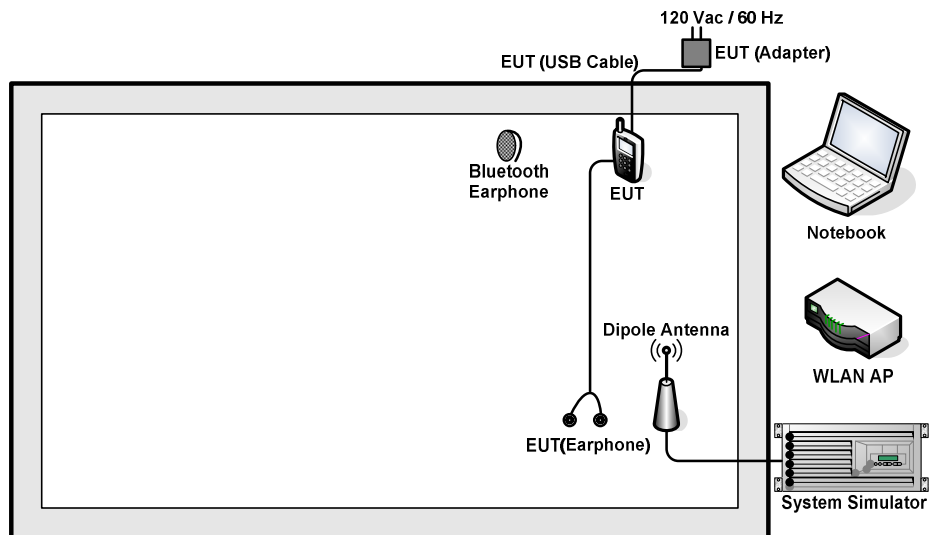 120 Vac / 60 Hz
EUT (Adapter)
EUT (USB Cable)
Bluetooth
Earphone
EUT
Notebook
Dipole Antenna
WLAN AP
EUT(Earphone)
System Simulator